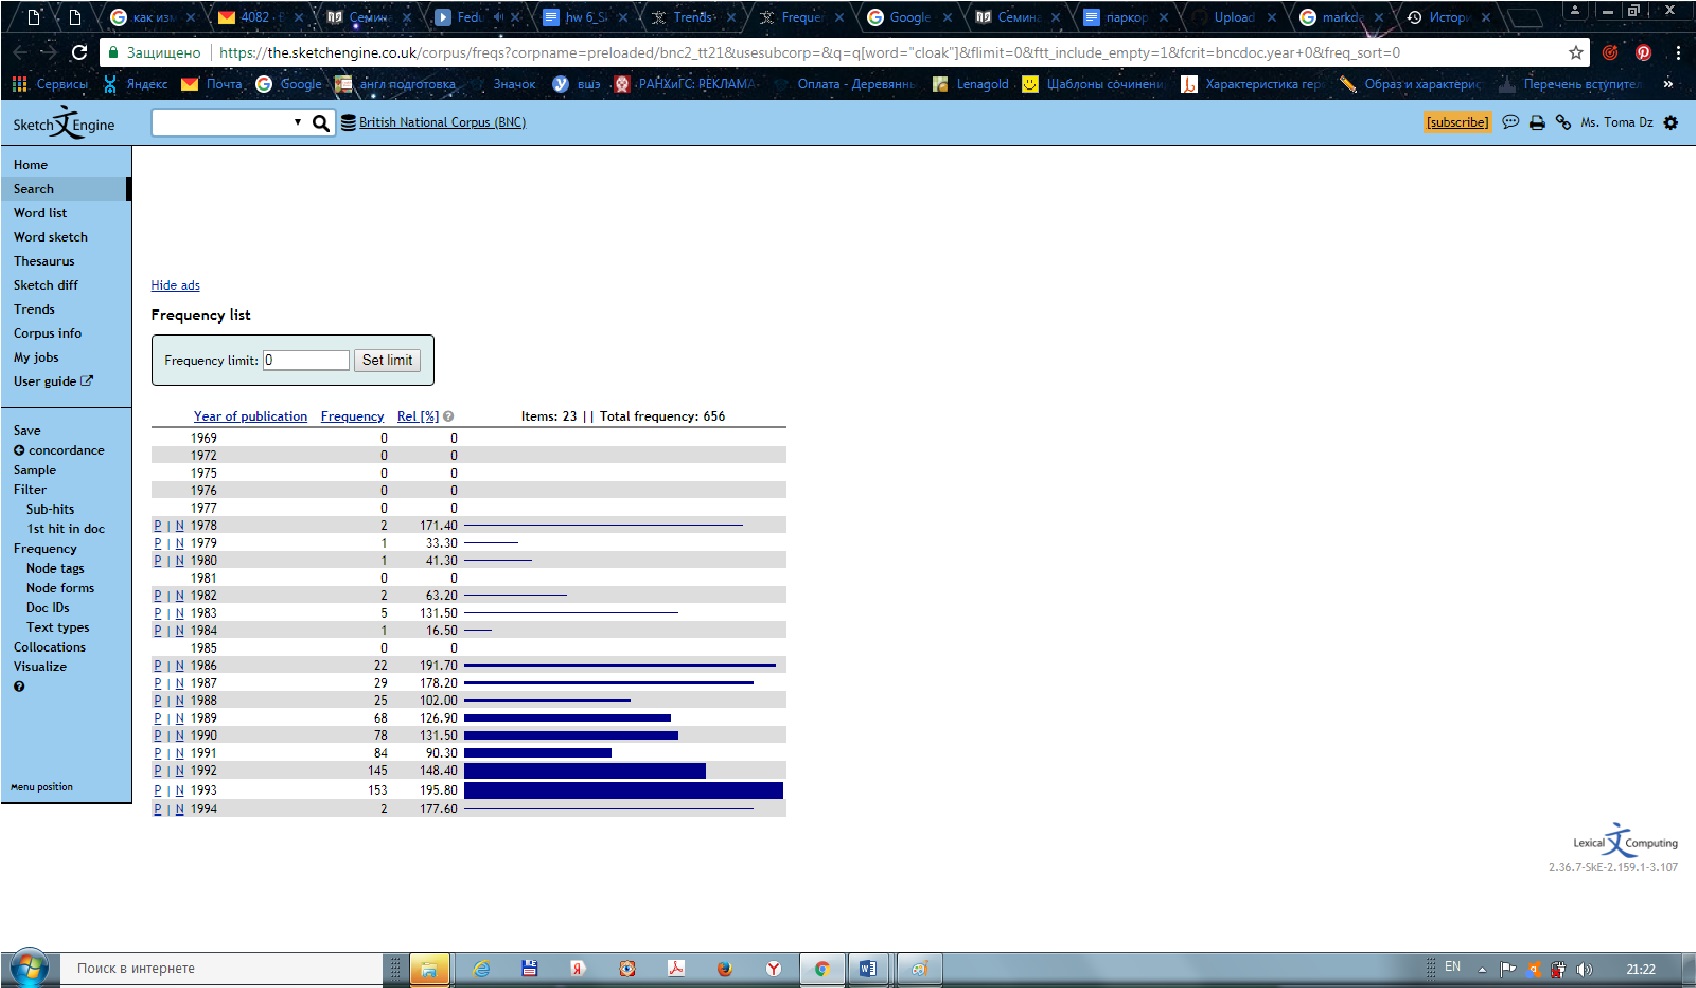 как изм 4082 - Семин Fedu hw 6_S Trends Frequer Google Семина паркор Upload markd Истори
Защищено https://the.sketchengine.co.uk/corpus/freqs?corpname=preloaded/bnc2_tt21&usesubcorp=&q=q[word="cloak"]&flimit=0&ftt_include_empty=1&fcrit=bncdoc.year+0&freq_sort=0
Сервисы Яндекс Почта Google англ подготовка Значок вшэ РАНХиГС: РЕКЛАМА Оплата - Деревянны Lenagold Шаблоны сочинени Характеристика гер Образ и характерис Перечень вступител »
Sketch Engine British National Corpus (BNC) [subscribe] Ms. Toma Dz
Home
Search
Word list
Word sketch
Thesaurus
Sketch diff
Trends
Corpus info
My jobs
User guide
Save
concordance
Sample
Filter
Sub-hits
1st hit in doc
Frequency
Node tags
Node forms
Doc IDs
Text types
Collocations
Visualize
?
Menu position
Hide ads
Frequency list
Frequency limit: 0 Set limit
Year of publication Frequency Rel [%] ? Items: 23 || Total frequency: 656
1969 0 0
1972 0 0
1975 0 0
1976 0 0
1977 0 0
P | N 1978 2 171.40
P | N 1979 1 33.30
P | N 1980 1 41.30
1981 0 0
P | N 1982 2 63.20
P | N 1983 5 131.50
P | N 1984 1 16.50
1985 0 0
P | N 1986 22 191.70
P | N 1987 29 178.20
P | N 1988 25 102.00
P | N 1989 68 126.90
P | N 1990 78 131.50
P | N 1991 84 90.30
P | N 1992 145 148.40
P | N 1993 153 195.80
P | N 1994 2 177.60
Lexical Computing
2.36.7-SkE-2.159.1-3.107
Поиск в интернете EN 21:22